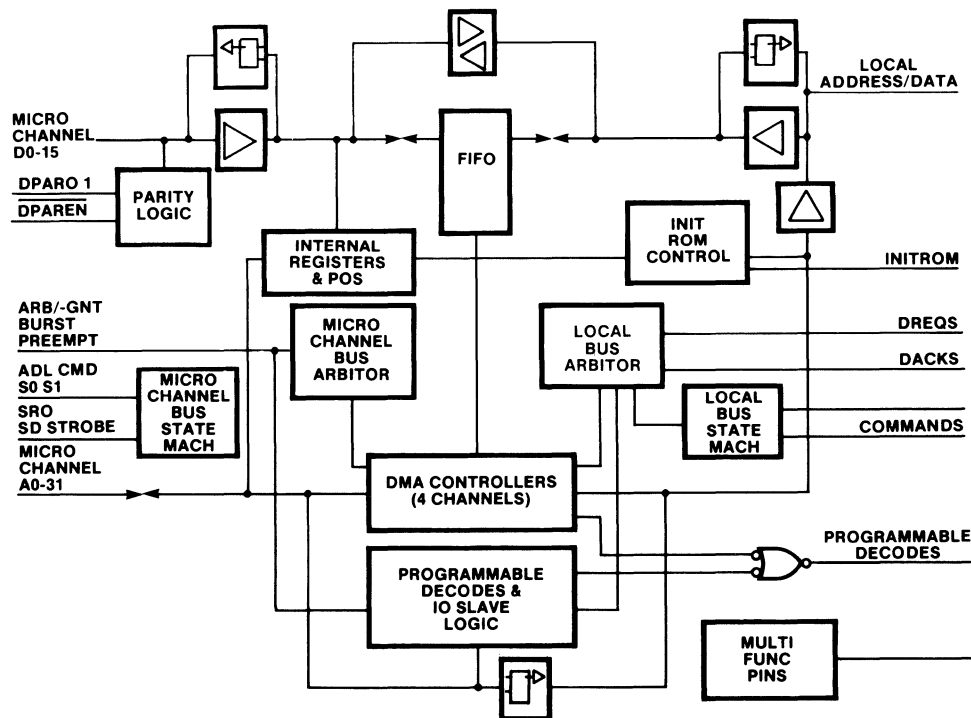 MICRO
CHANNEL
D0-15
DPARO 1
DPAREN
PARITY
LOGIC
FIFO
LOCAL
ADDRESS/DATA
INTERNAL
REGISTERS
& POS
INIT
ROM
CONTROL
INITROM
ARB/-GNT
BURST
PREEMPT
MICRO
CHANNEL
BUS
ARBITOR
LOCAL
BUS
ARBITOR
DREQS
DACKS
ADL CMD
S0 S1
SRO
SD STROBE
MICRO
CHANNEL
BUS
STATE
MACH
LOCAL
BUS
STATE
MACH
COMMANDS
MICRO
CHANNEL
A0-31
DMA CONTROLLERS
(4 CHANNELS)
PROGRAMMABLE
DECODES &
IO SLAVE
LOGIC
PROGRAMMABLE
DECODES
MULTI
FUNC
PINS